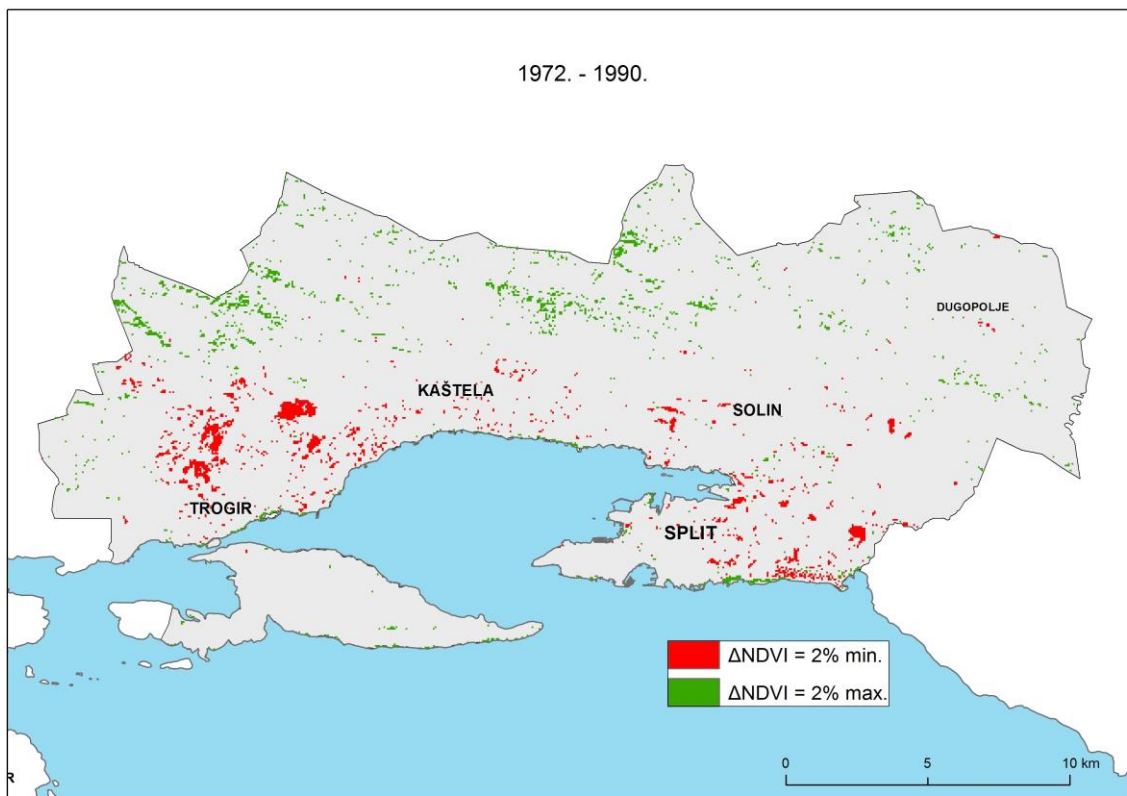 1972. - 1990.
DUGOPOLJE
KAŠTELA
SOLIN
TROGIR
SPLIT
ΔNDVI = 2% min.
ΔNDVI = 2% max.
0 5 10 km
R